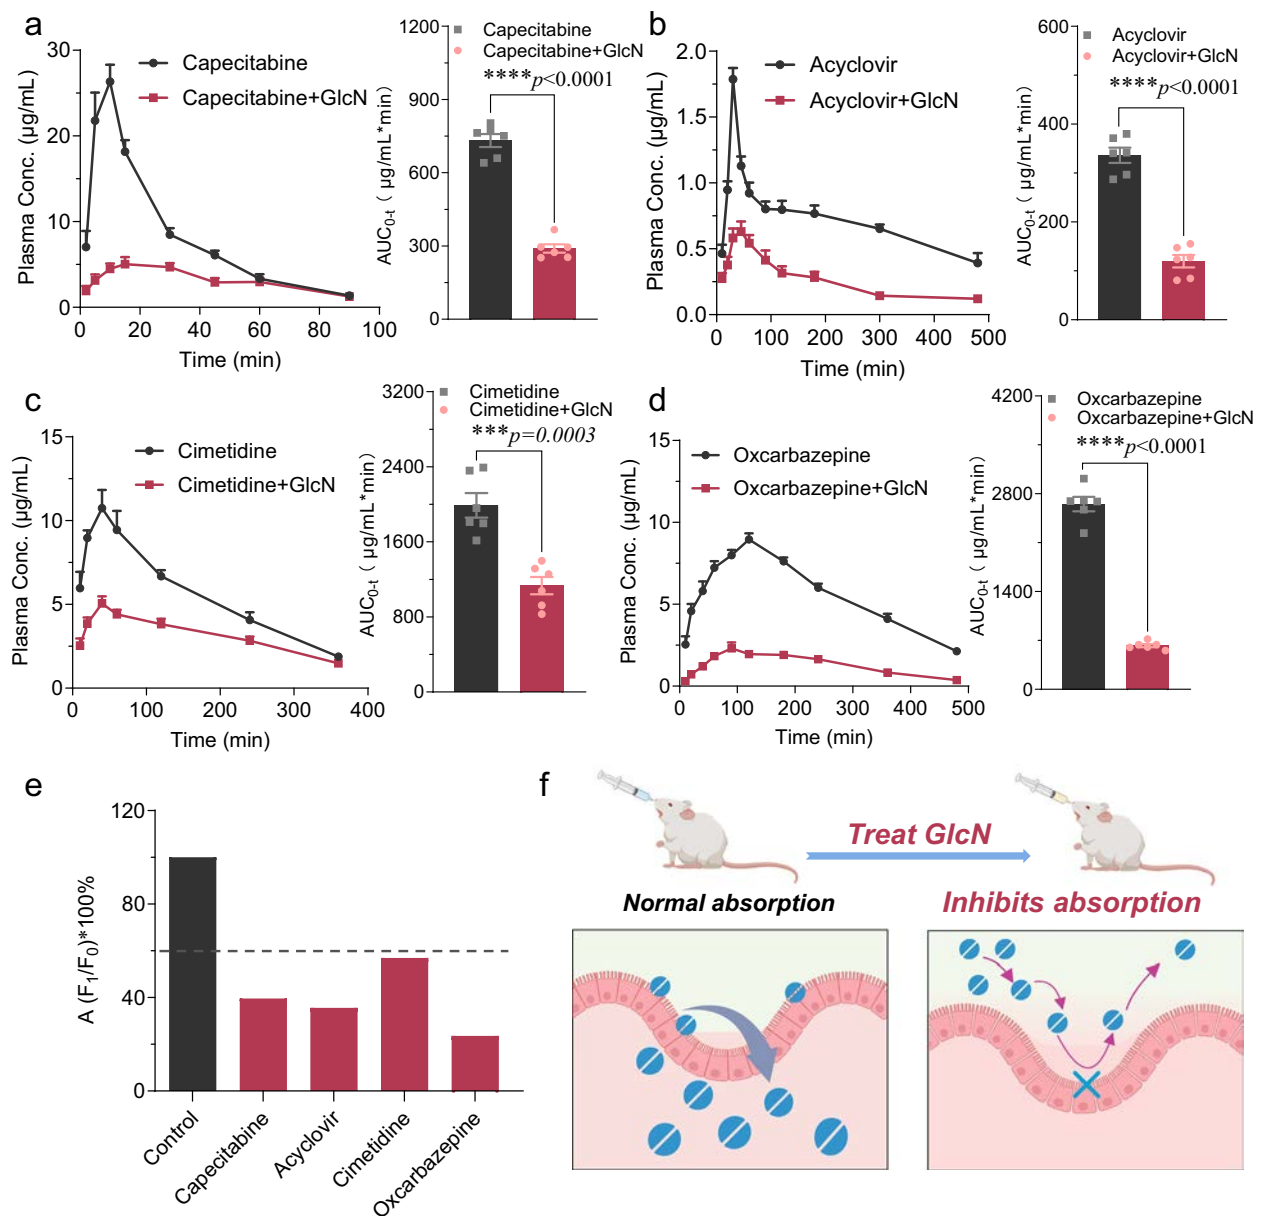 a
30
20
10
0
Plasma Conc. (μg/mL)
Capecitabine
Capecitabine+GlcN
0 20 40 60 80 100
Time (min)
1200
900
600
300
0
AUC0-t ( μg/mL*min)
Capecitabine
Capecitabine+GlcN
****p<0.0001
b
2.0
1.5
1.0
0.5
0.0
Plasma Conc. (μg/mL)
Acyclovir
Acyclovir+GlcN
0 100 200 300 400 500
Time (min)
600
400
200
0
AUC0-t ( μg/mL*min)
Acyclovir
Acyclovir+GlcN
****p<0.0001
c
15
10
5
0
Plasma Conc. (μg/mL)
Cimetidine
Cimetidine+GlcN
0 100 200 300 400
Time (min)
3200
2400
1600
800
0
AUC0-t ( μg/mL*min)
Cimetidine
Cimetidine+GlcN
***p=0.0003
d
15
10
5
0
Plasma Conc. (μg/mL)
Oxcarbazepine
Oxcarbazepine+GlcN
0 100 200 300 400 500
Time (min)
4200
2800
1400
0
AUC0-t ( μg/mL*min)
Oxcarbazepine
Oxcarbazepine+GlcN
****p<0.0001
e
120
80
40
0
A (F1/F0)*100%
Control
Capecitabine
Acyclovir
Cimetidine
Oxcarbazepine
f
Treat GlcN
Normal absorption
Inhibits absorption